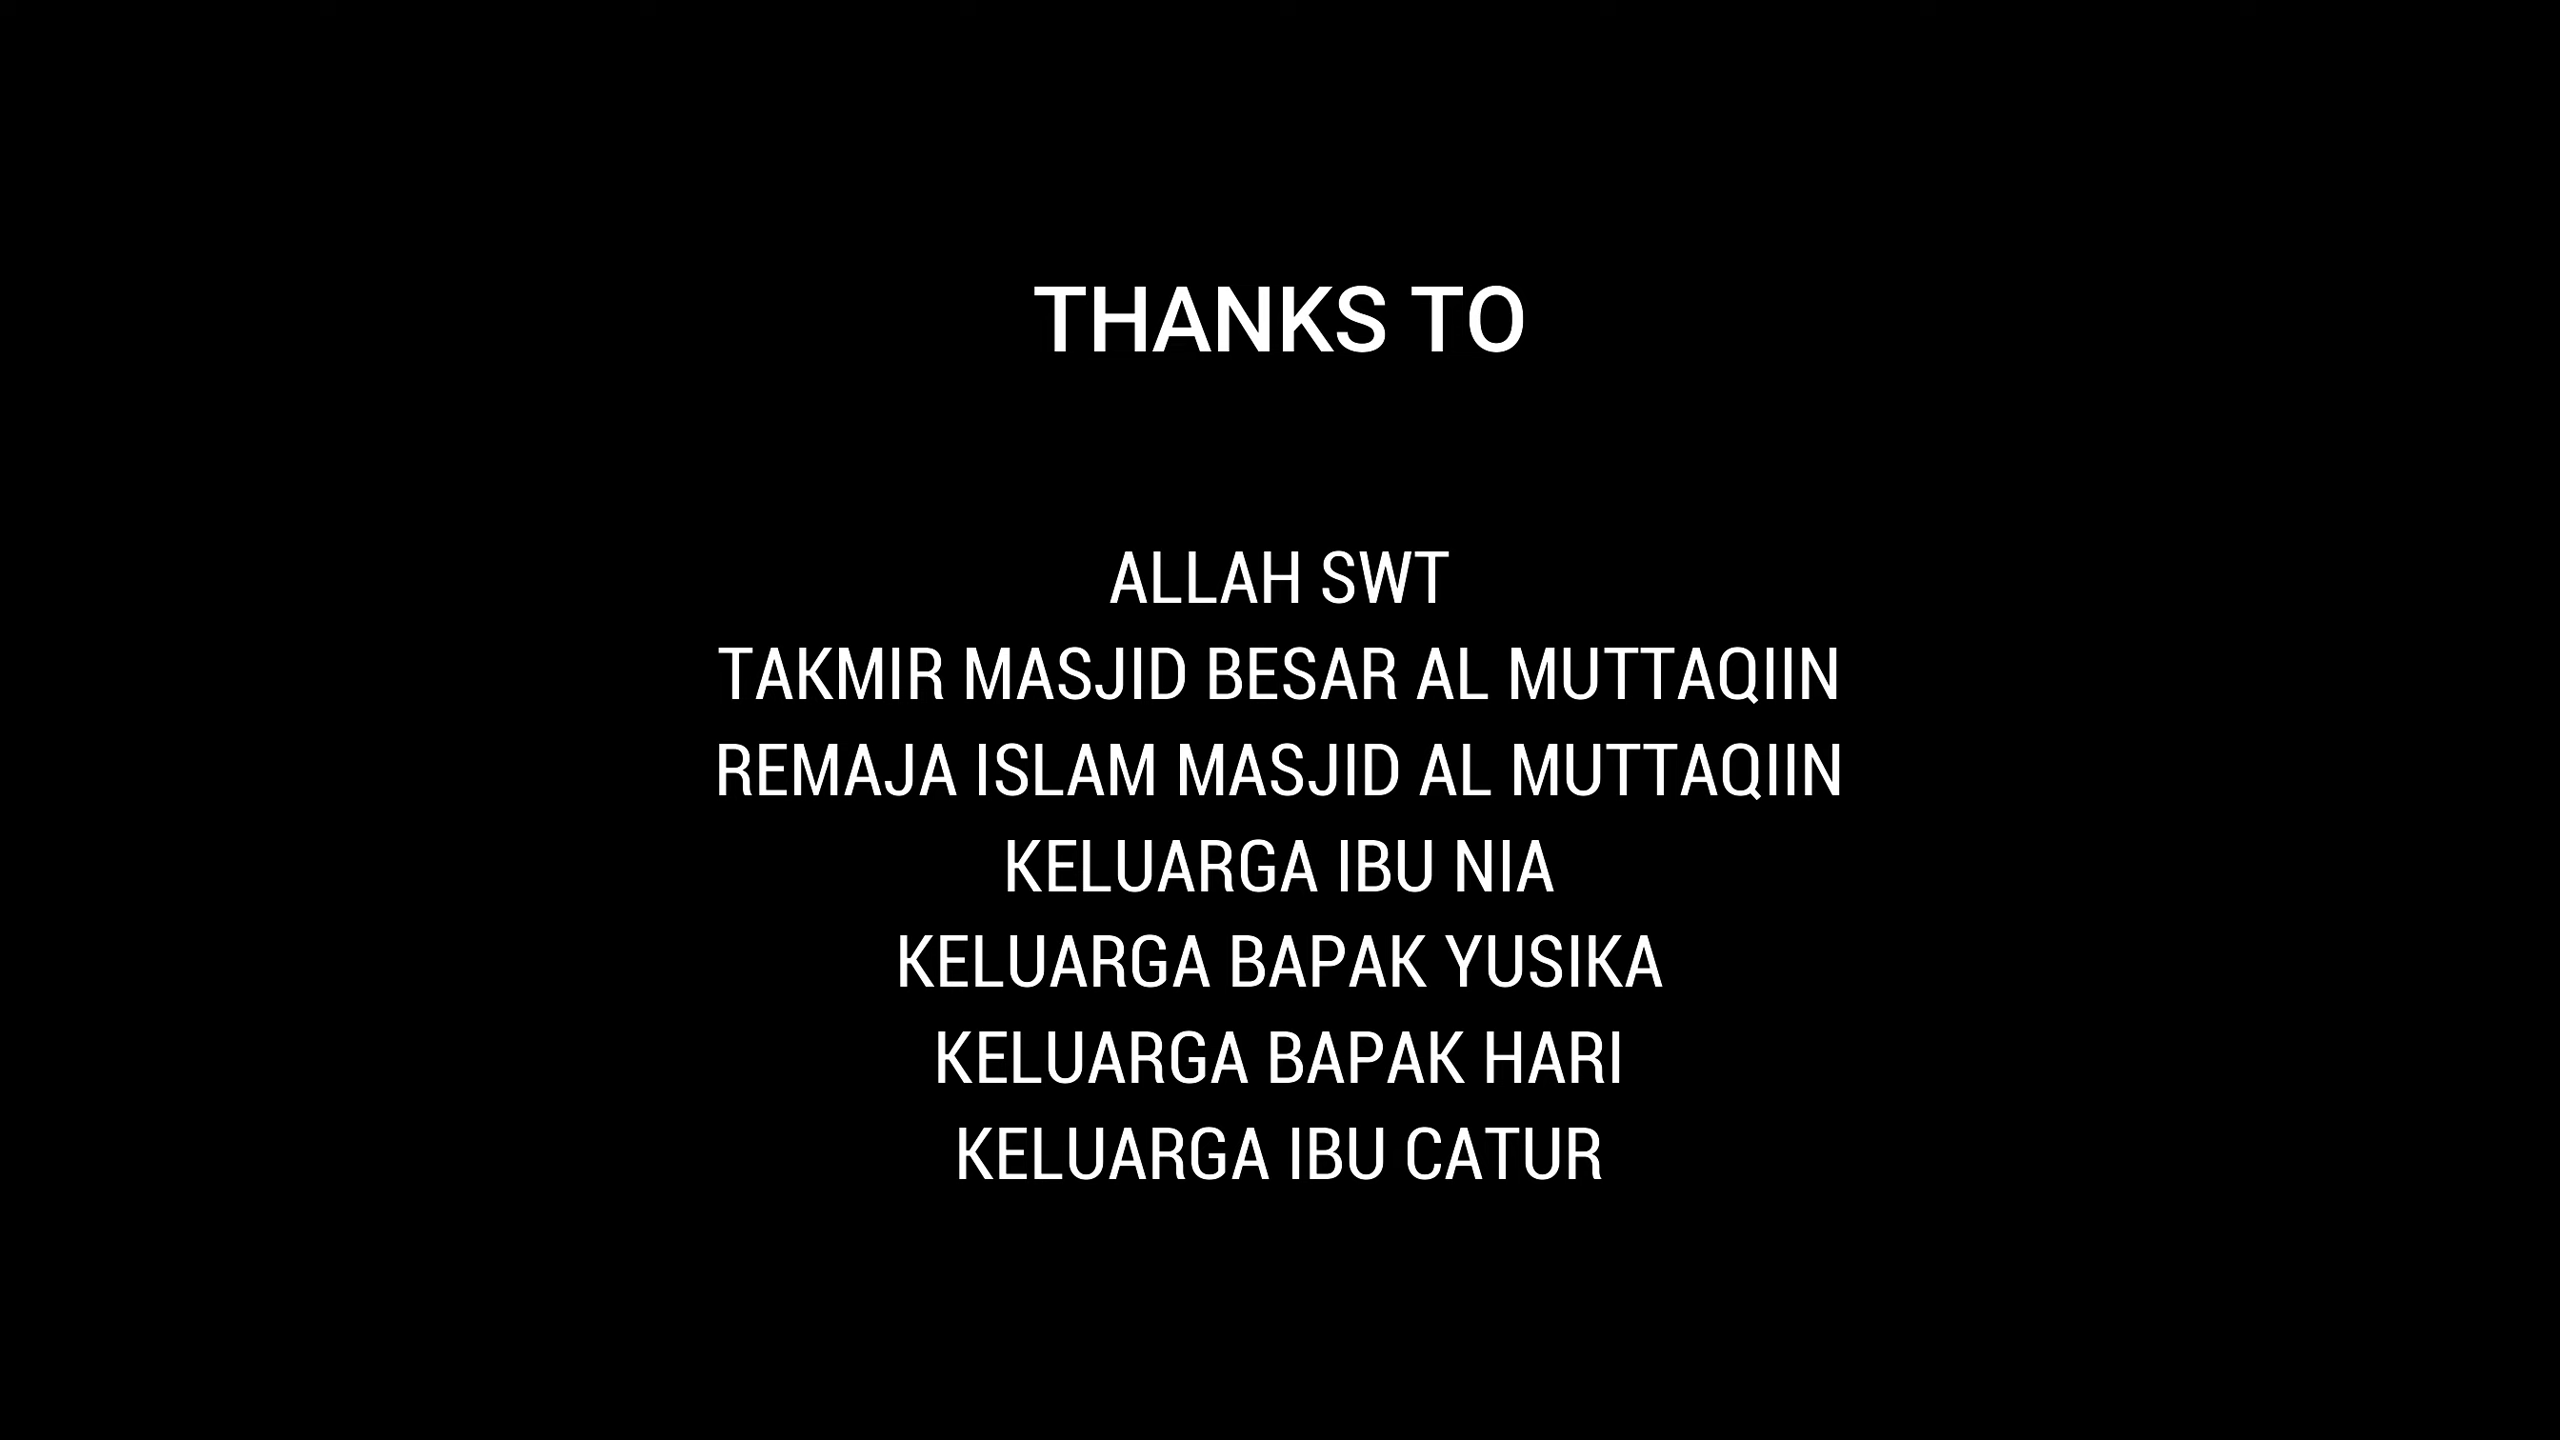 THANKS TO
ALLAH SWT
TAKMIR MASJID BESAR AL MUTTAQIIN
REMAJA ISLAM MASJID AL MUTTAQIIN
KELUARGA IBU NIA
KELUARGA BAPAK YUSIKA
KELUARGA BAPAK HARI
KELUARGA IBU CATUR